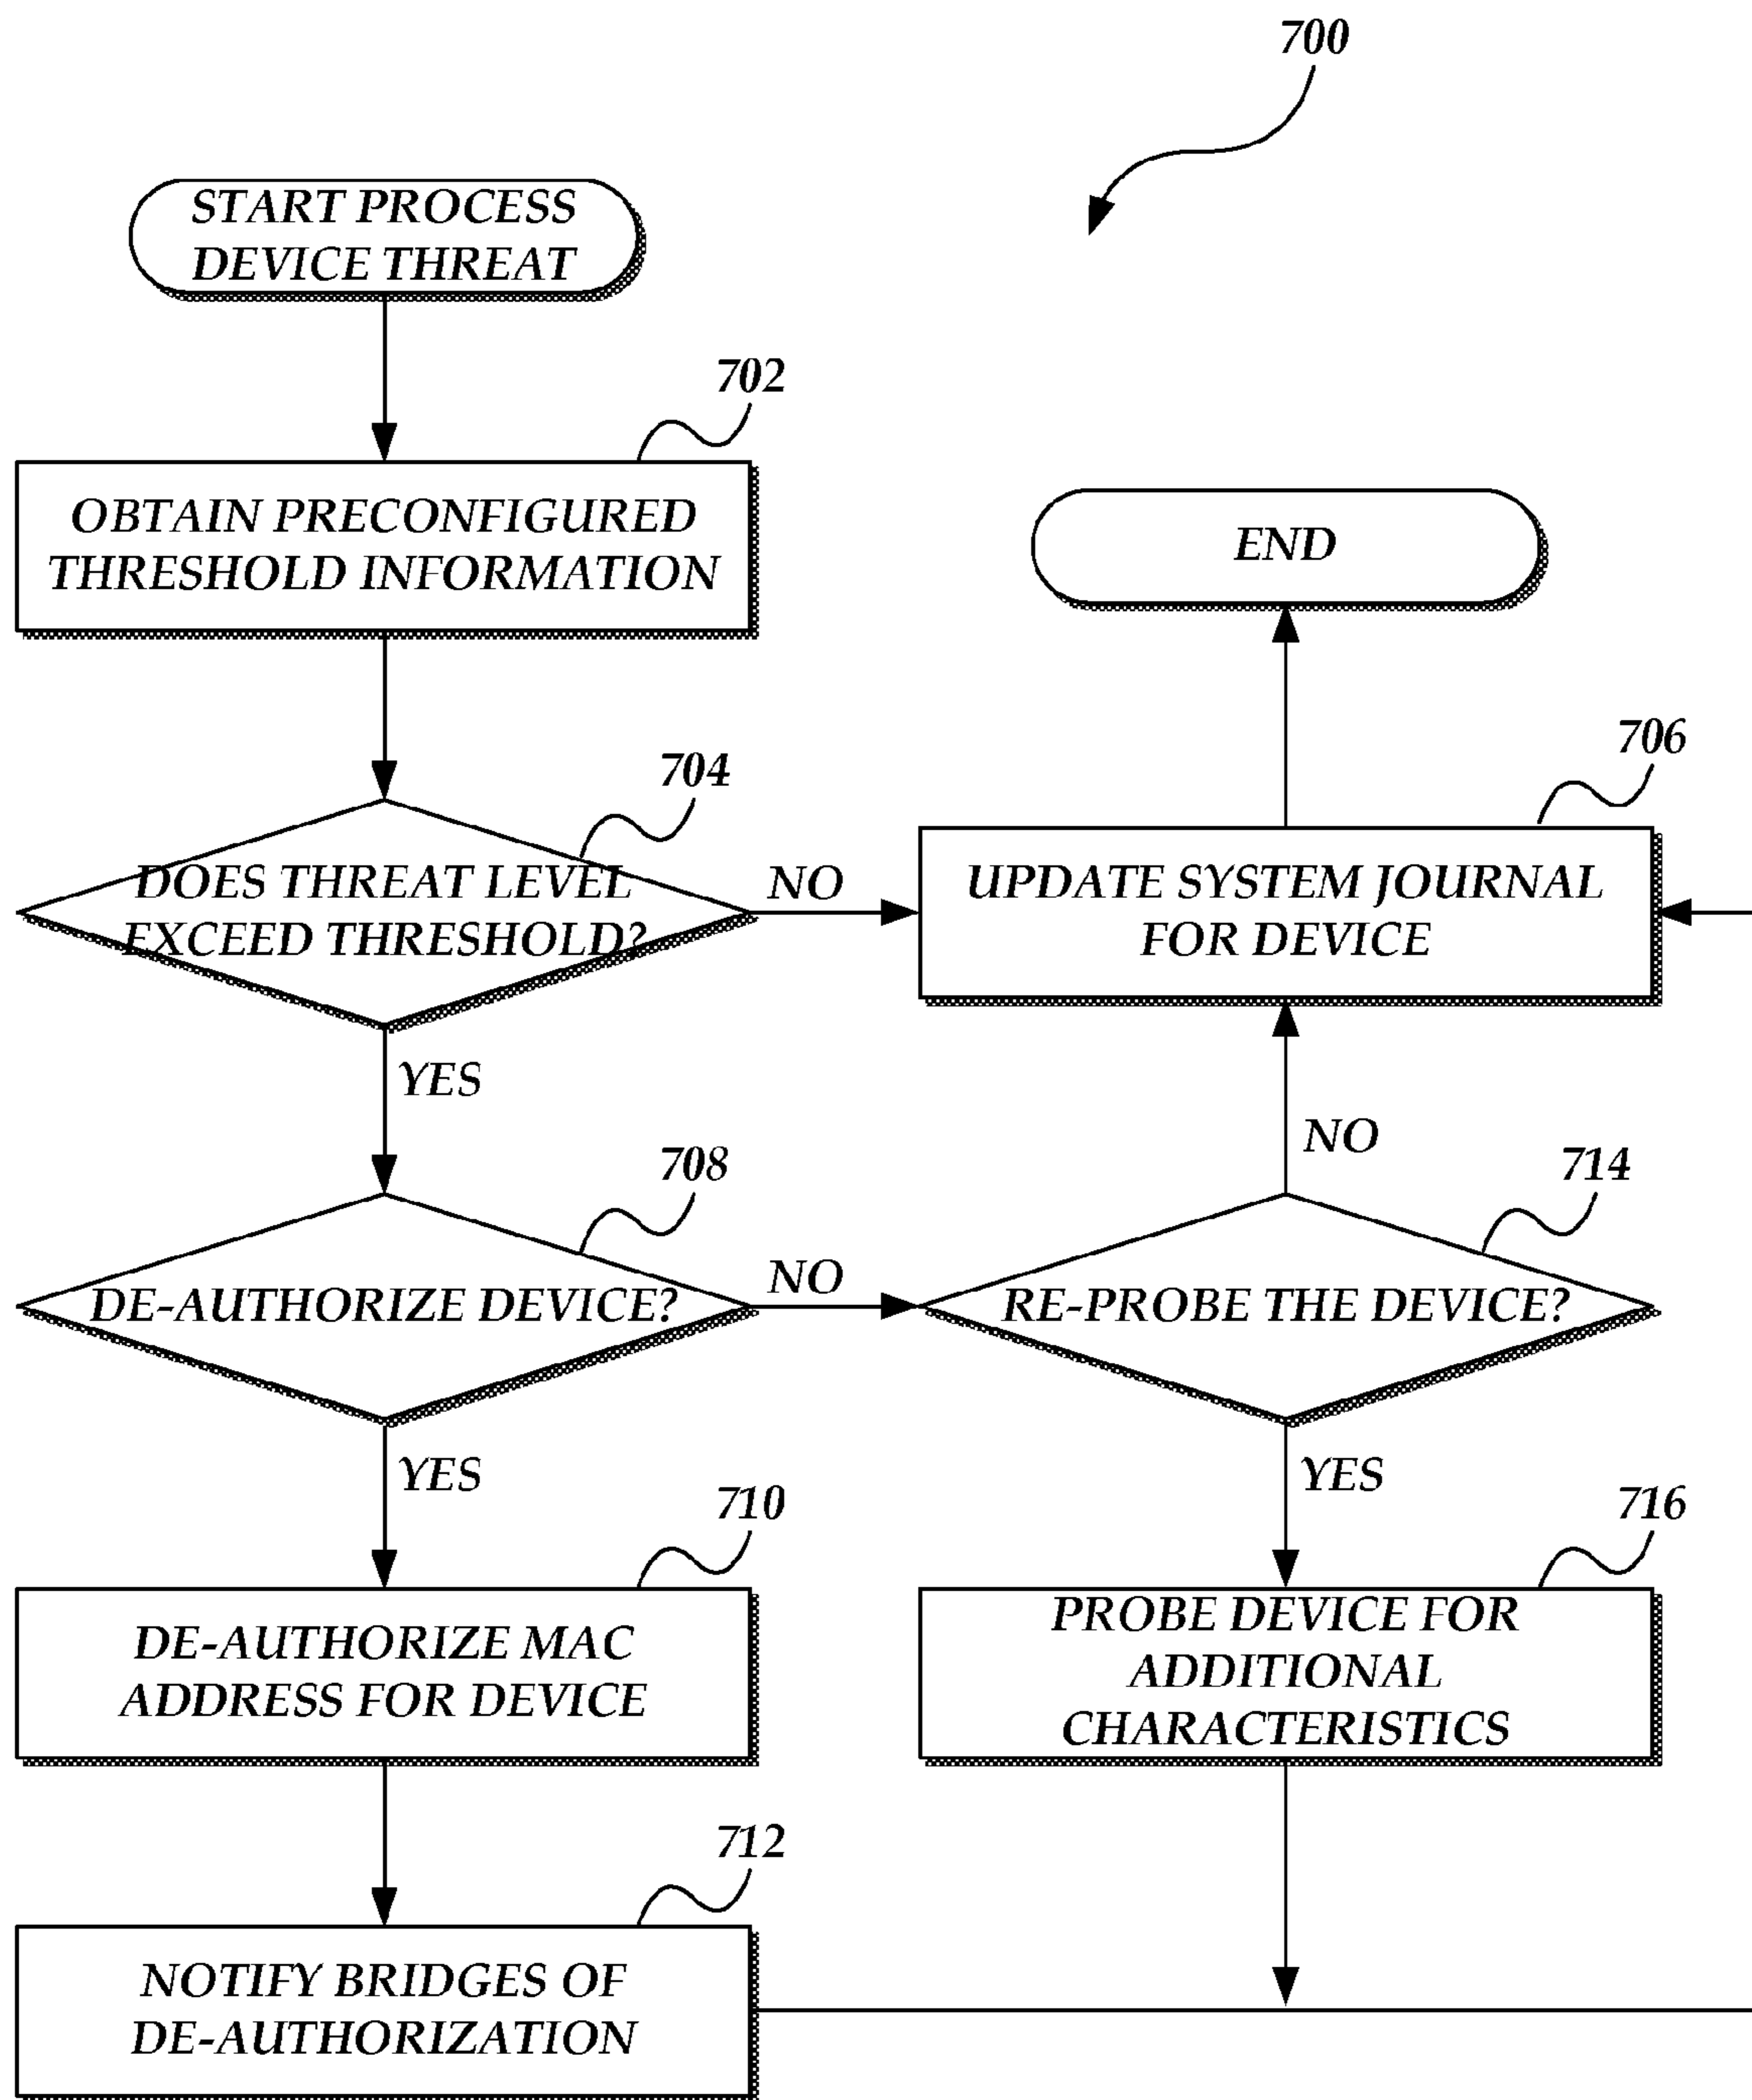 700
START PROCESS
DEVICE THREAT
702
OBTAIN PRECONFIGURED
THRESHOLD INFORMATION
END
704
DOES THREAT LEVEL
EXCEED THRESHOLD?
NO
706
UPDATE SYSTEM JOURNAL
FOR DEVICE
YES
708
DE-AUTHORIZE DEVICE?
NO
NO
714
RE-PROBE THE DEVICE?
YES
710
DE-AUTHORIZE MAC
ADDRESS FOR DEVICE
YES
716
PROBE DEVICE FOR
ADDITIONAL
CHARACTERISTICS
712
NOTIFY BRIDGES OF
DE-AUTHORIZATION